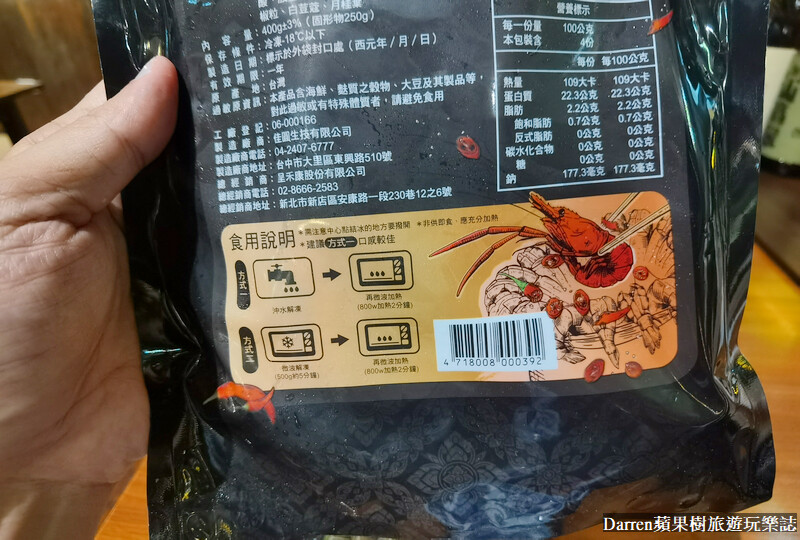 椒粒、白荳蔻、月桂葉
內容量：400g±3% (固形物250g)
保存條件：冷凍-18℃以下
製造日期：標示於外袋封口處 (西元年/月/日)
有效期限：一年
原產地：台灣
過敏原資訊：本產品含海鮮、麩質之穀物、大豆及其製品等，
對此過敏或有特殊體質者，請避免食用
工廠登記：06-000166
製造廠商：佳圓生技有限公司
製造廠商電話：04-2407-6777
製造廠商地址：台中市大里區東興路510號
總經銷商：呈禾康股份有限公司
總經銷商電話：02-8666-2583
總經銷商地址：新北市新店區安康路一段230巷12之6號
營養標示
每一份量 100公克
本包裝含 4份
每份 每100公克
熱量 109大卡 109大卡
蛋白質 22.3公克 22.3公克
脂肪 2.2公克 2.2公克
飽和脂肪 0.7公克 0.7公克
反式脂肪 0公克 0公克
碳水化合物 0公克 0公克
糖 0公克 0公克
鈉 177.3毫克 177.3毫克
食用說明
*需注意中心點結冰的地方要撥開 *非供即食，應充分加熱
*建議 方式一 口感較佳
方式一
沖水解凍
再微波加熱
(800w加熱2分鐘)
方式二
微波解凍
(500g約5分鐘)
再微波加熱
(800w加熱2分鐘)
4 718008 000392
Darren蘋果樹旅遊玩樂誌